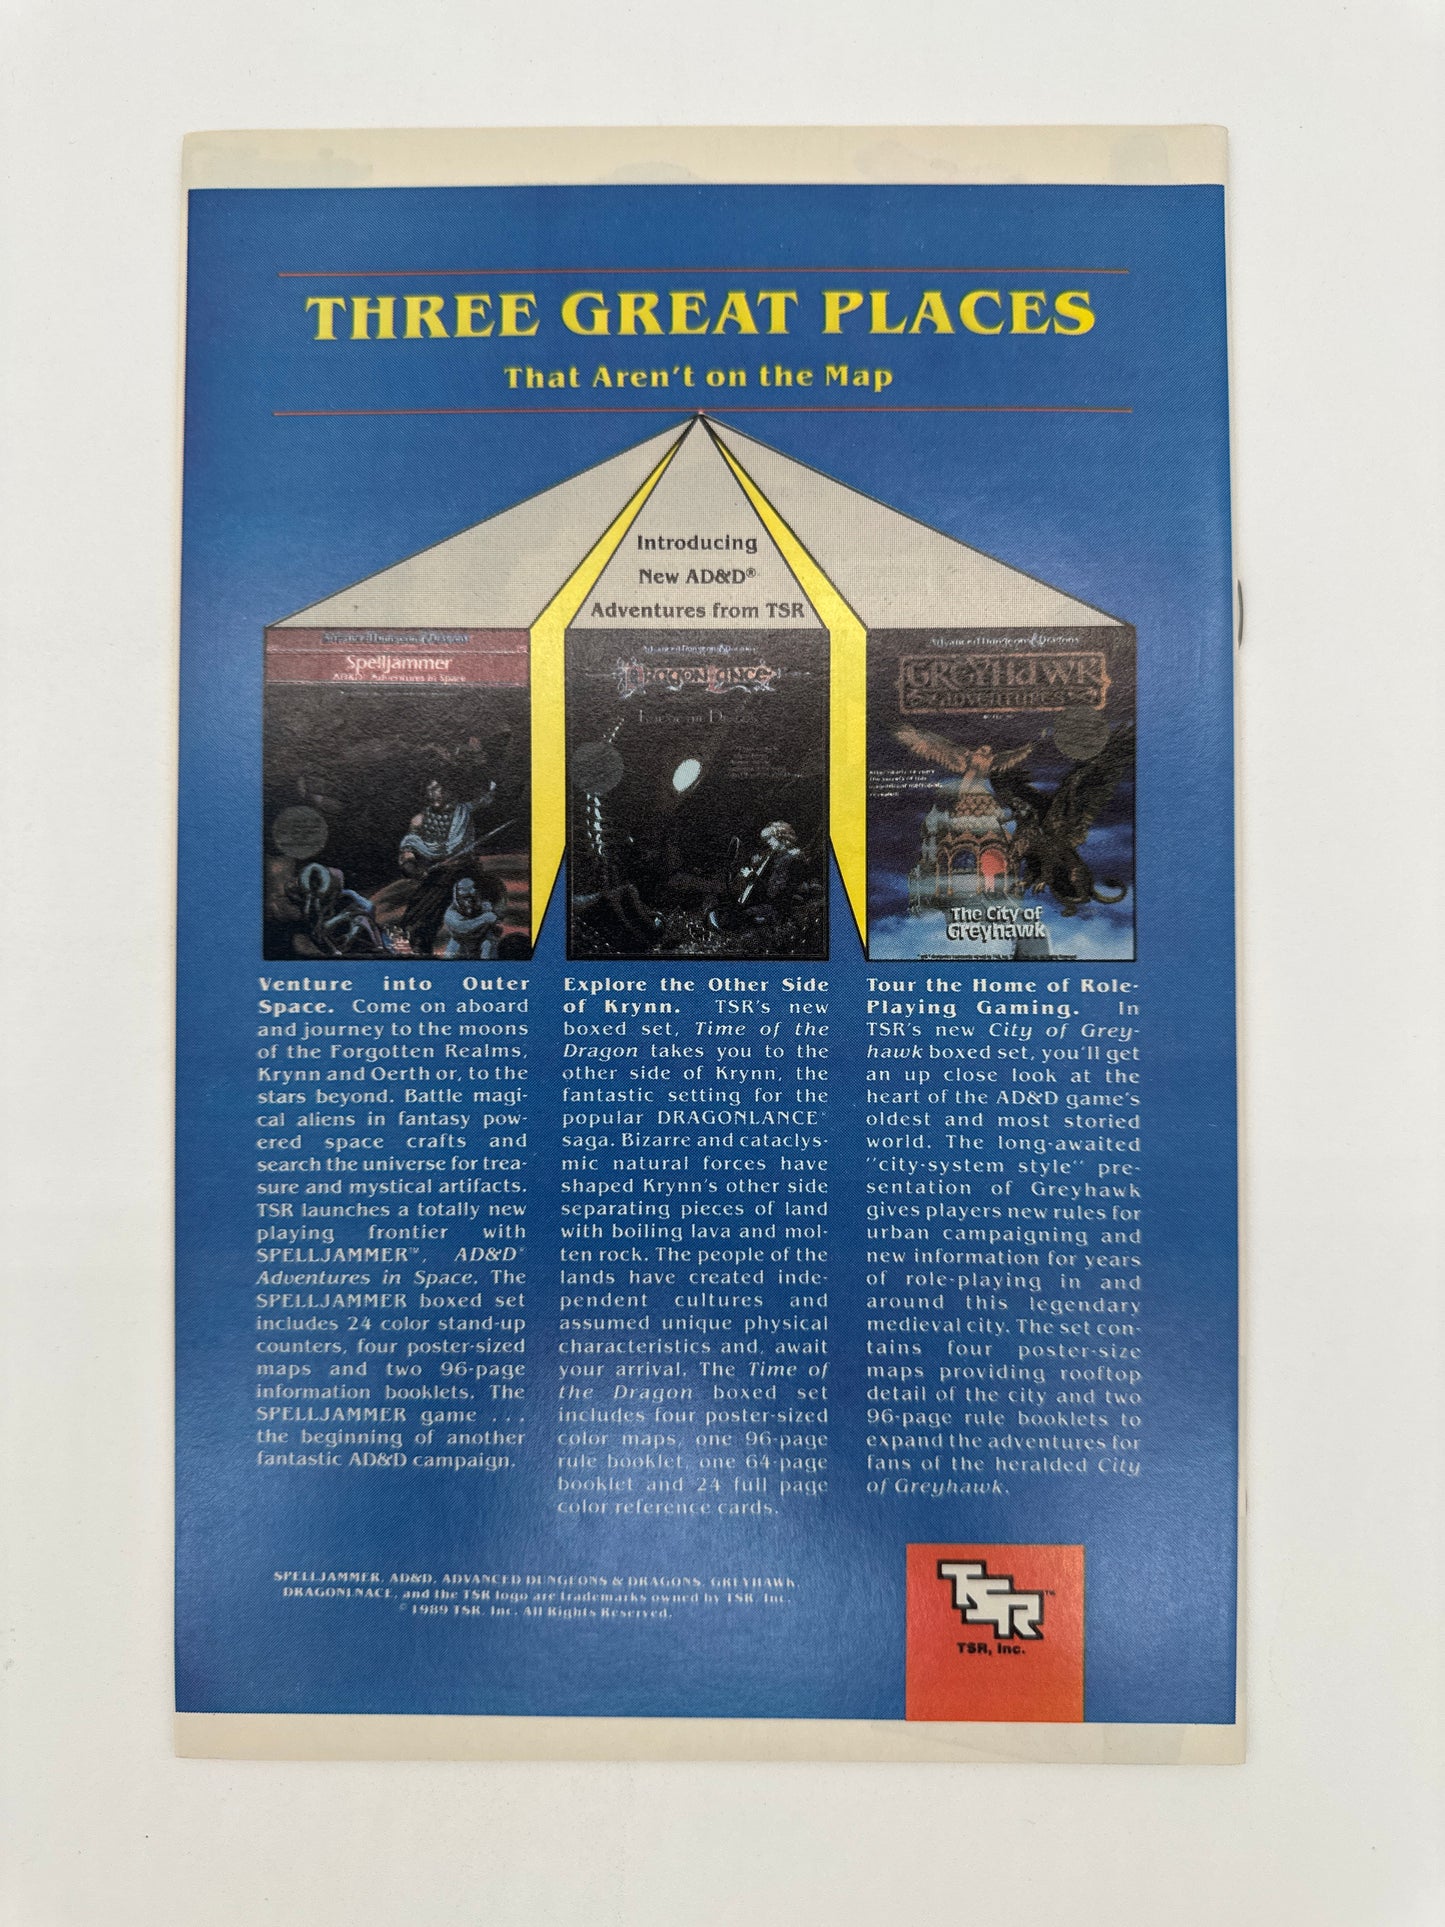 THREE GREAT PLACES
That Aren't on the Map
Introducing
New AD&D®
Adventures from TSR
Advanced Dungeons & Dragons
Spelljammer
AD&D Adventures in Space
Advanced Dungeons & Dragons
DRAGONLANCE
Advanced Dungeons & Dragons
GREYHAWK
ADVENTURES
The City of
Greyhawk
Venture into Outer
Space. Come on aboard
and journey to the moons
of the Forgotten Realms,
Krynn and Oerth or, to the
stars beyond. Battle magi-
cal aliens in fantasy pow-
ered space crafts and
search the universe for trea-
sure and mystical artifacts.
TSR launches a totally new
playing frontier with
SPELLJAMMER™, AD&D®
Adventures in Space. The
SPELLJAMMER boxed set
includes 24 color stand-up
counters, four poster-sized
maps and two 96-page
information booklets. The
SPELLJAMMER game . . .
the beginning of another
fantastic AD&D campaign.
Explore the Other Side
of Krynn. TSR's new
boxed set, Time of the
Dragon takes you to the
other side of Krynn, the
fantastic setting for the
popular DRAGONLANCE®
saga. Bizarre and cataclys-
mic natural forces have
shaped Krynn's other side
separating pieces of land
with boiling lava and mol-
ten rock. The people of the
lands have created inde-
pendent cultures and
assumed unique physical
characteristics and, await
your arrival. The Time of
the Dragon boxed set
includes four poster-sized
color maps, one 96-page
rule booklet, one 64-page
booklet and 24 full page
color reference cards.
Tour the Home of Role-
Playing Gaming. In
TSR's new City of Grey-
hawk boxed set, you'll get
an up close look at the
heart of the AD&D game's
oldest and most storied
world. The long-awaited
"city-system style" pre-
sentation of Greyhawk
gives players new rules for
urban campaigning and
new information for years
of role-playing in and
around this legendary
medieval city. The set con-
tains four poster-size
maps providing rooftop
detail of the city and two
96-page rule booklets to
expand the adventures for
fans of the heralded City
of Greyhawk.
SPELLJAMMER, AD&D, ADVANCED DUNGEONS & DRAGONS, GREYHAWK,
DRAGONLNACE, and the TSR logo are trademarks owned by TSR, Inc.
© 1989 TSR, Inc. All Rights Reserved.
TSR™
TSR, Inc.